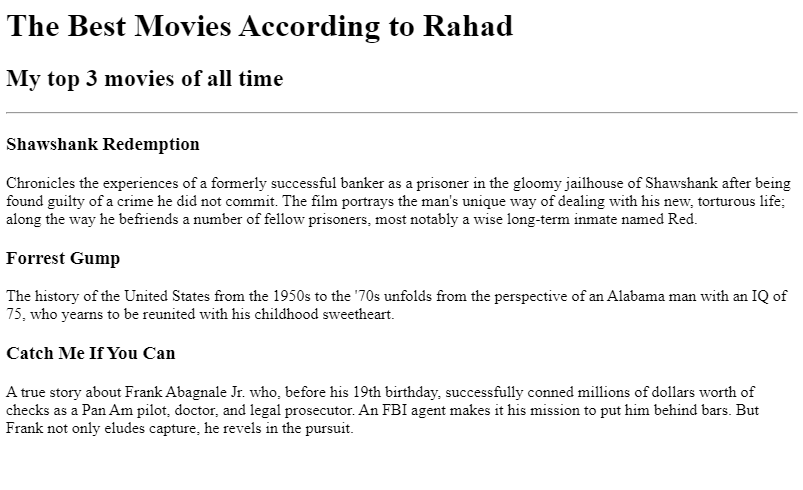 The Best Movies According to Rahad
My top 3 movies of all time
Shawshank Redemption
Chronicles the experiences of a formerly successful banker as a prisoner in the gloomy jailhouse of Shawshank after being
found guilty of a crime he did not commit. The film portrays the man's unique way of dealing with his new, torturous life;
along the way he befriends a number of fellow prisoners, most notably a wise long-term inmate named Red.
Forrest Gump
The history of the United States from the 1950s to the '70s unfolds from the perspective of an Alabama man with an IQ of
75, who yearns to be reunited with his childhood sweetheart.
Catch Me If You Can
A true story about Frank Abagnale Jr. who, before his 19th birthday, successfully conned millions of dollars worth of
checks as a Pan Am pilot, doctor, and legal prosecutor. An FBI agent makes it his mission to put him behind bars. But
Frank not only eludes capture, he revels in the pursuit.